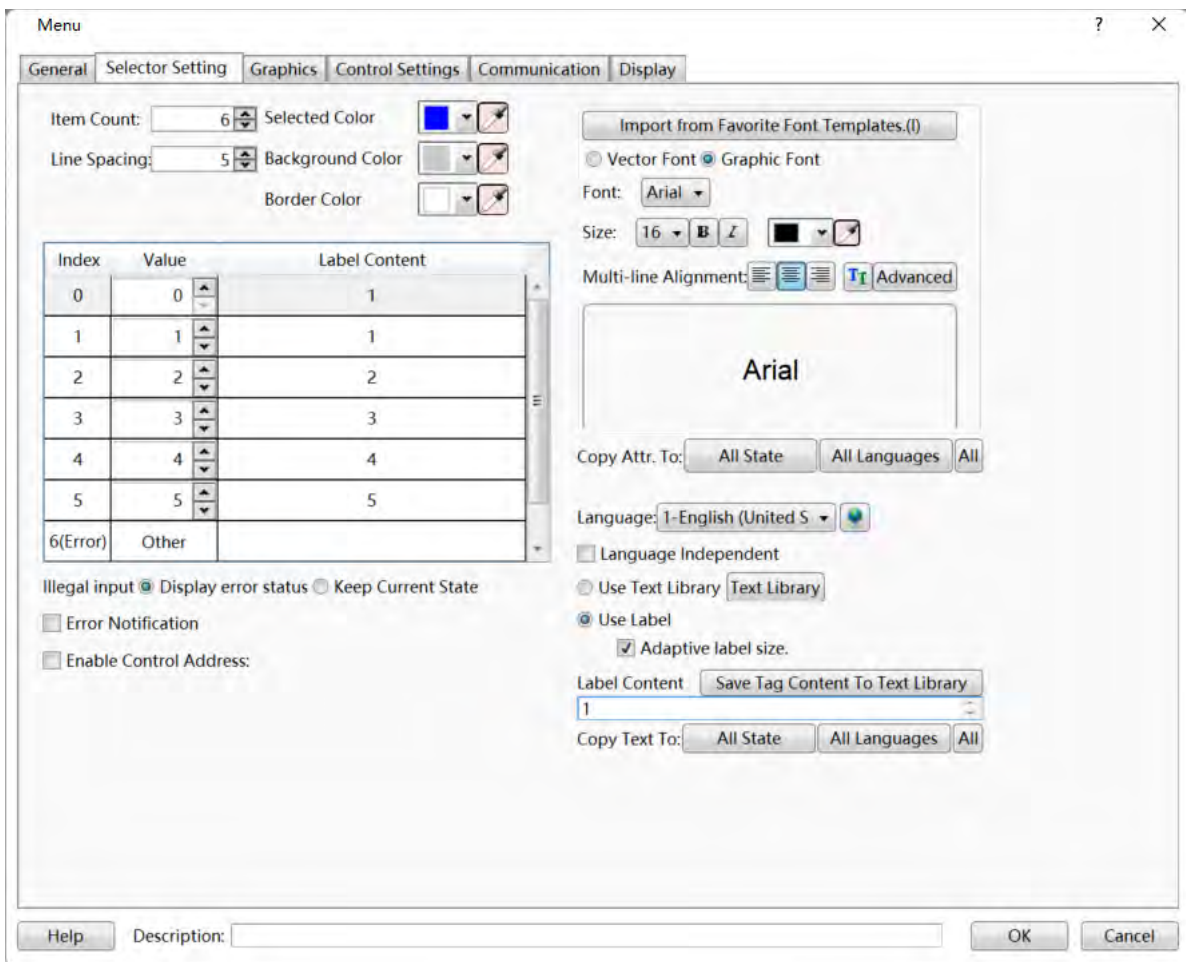 Menu
?
General Selector Setting Graphics Control Settings Communication Display
Item Count: 6 Selected Color
Line Spacing: 5 Background Color
Border Color
Index Value Label Content
0 0 1
1 1 1
2 2 2
3 3 3
4 4 4
5 5 5
6(Error) Other
Illegal input Display error status Keep Current State
Error Notification
Enable Control Address:
Import from Favorite Font Templates.(I)
Vector Font Graphic Font
Font: Arial
Size: 16 B I
Multi-line Alignment: TT Advanced
Arial
Copy Attr. To: All State All Languages All
Language: 1-English (United S
Language Independent
Use Text Library Text Library
Use Label
Adaptive label size.
Label Content Save Tag Content To Text Library
1
Copy Text To: All State All Languages All
Help Description: OK Cancel